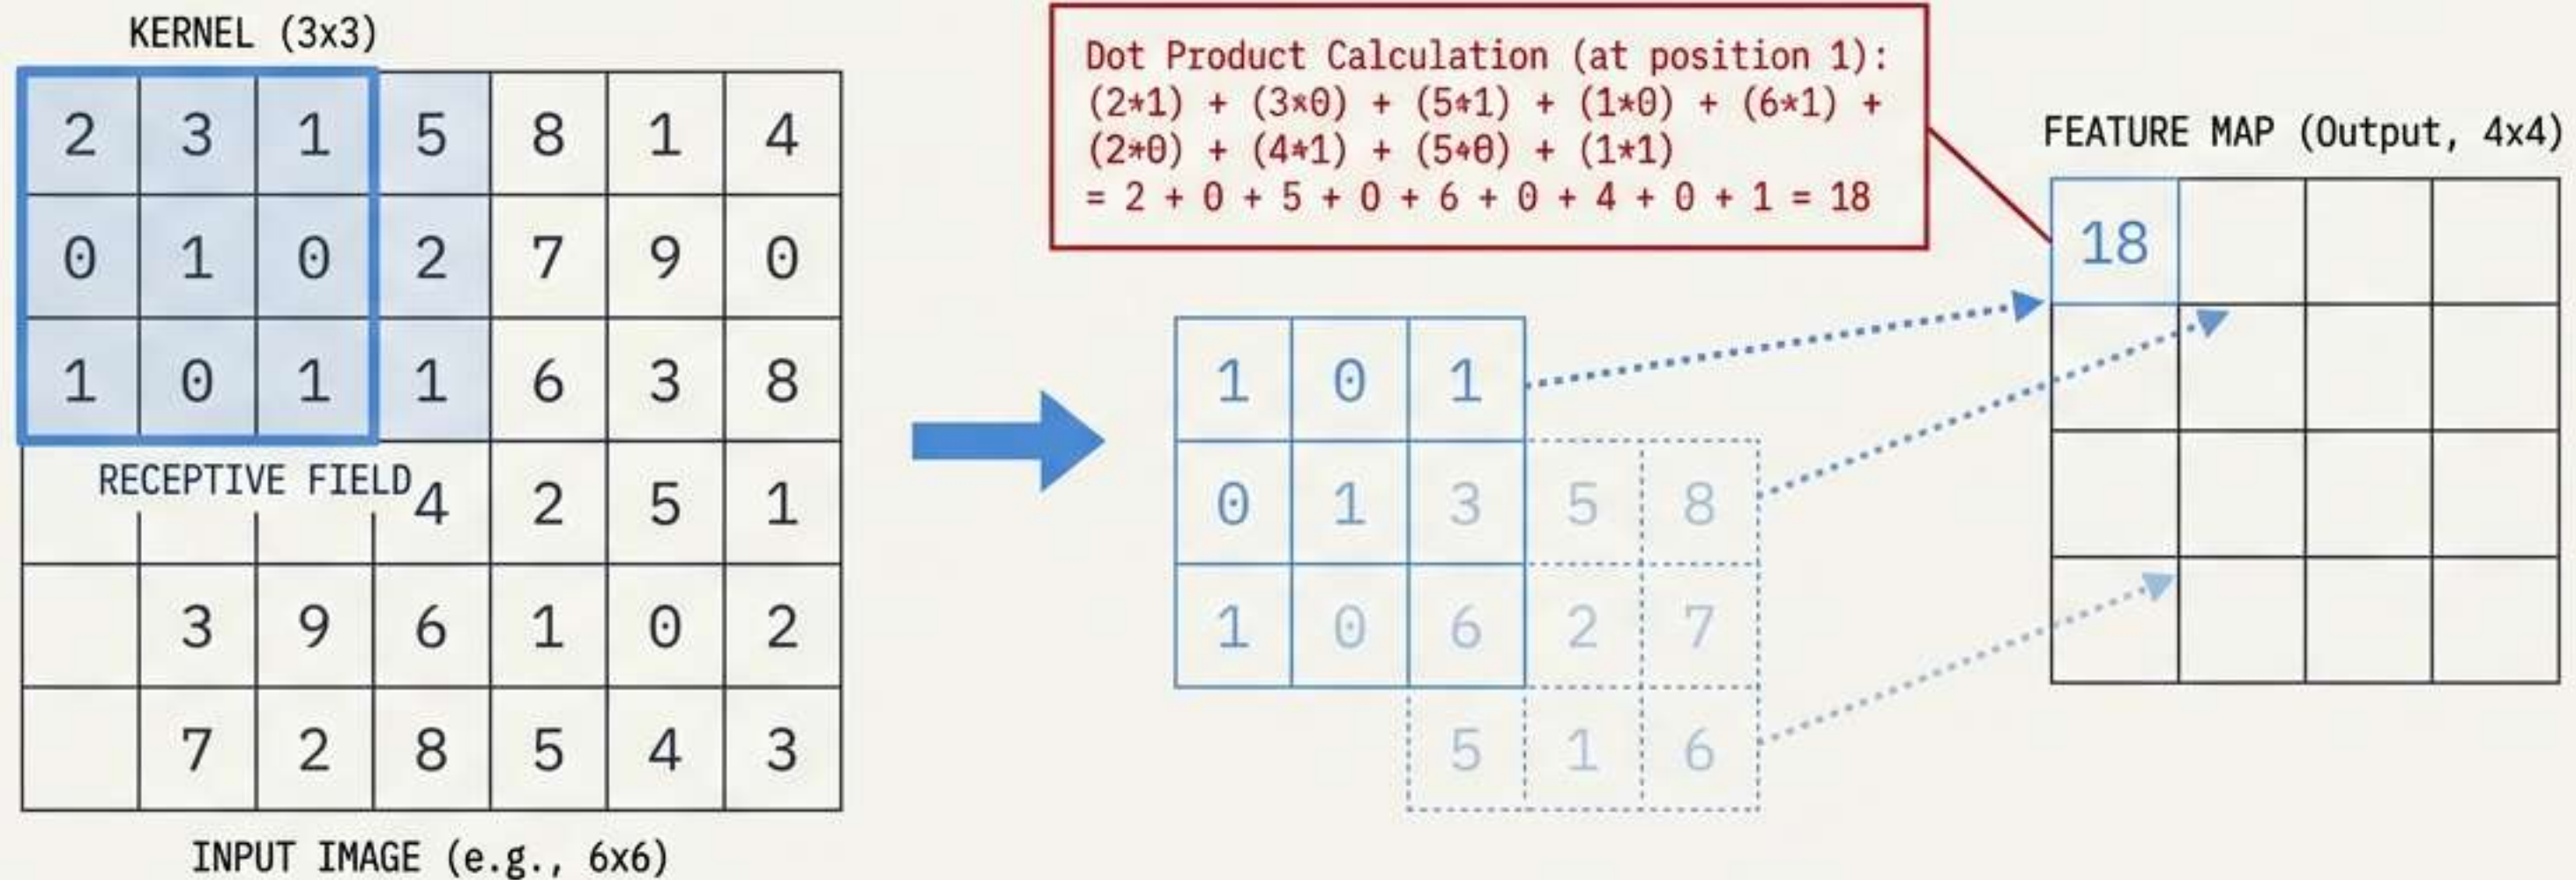 KERNEL (3x3)
2 3 1 5 8 1 4
0 1 0 2 7 9 0
1 0 1 1 6 3 8
RECEPTIVE FIELD
4 2 5 1
3 9 6 1 0 2
7 2 8 5 4 3
INPUT IMAGE (e.g., 6x6)
Dot Product Calculation (at position 1):
(2*1) + (3*0) + (5*1) + (1*0) + (6*1) +
(2*0) + (4*1) + (5*0) + (1*1)
= 2 + 0 + 5 + 0 + 6 + 0 + 4 + 0 + 1 = 18
1 0 1
0 1 3 5 8
1 0 6 2 7
5 1 6
FEATURE MAP (Output, 4x4)
18